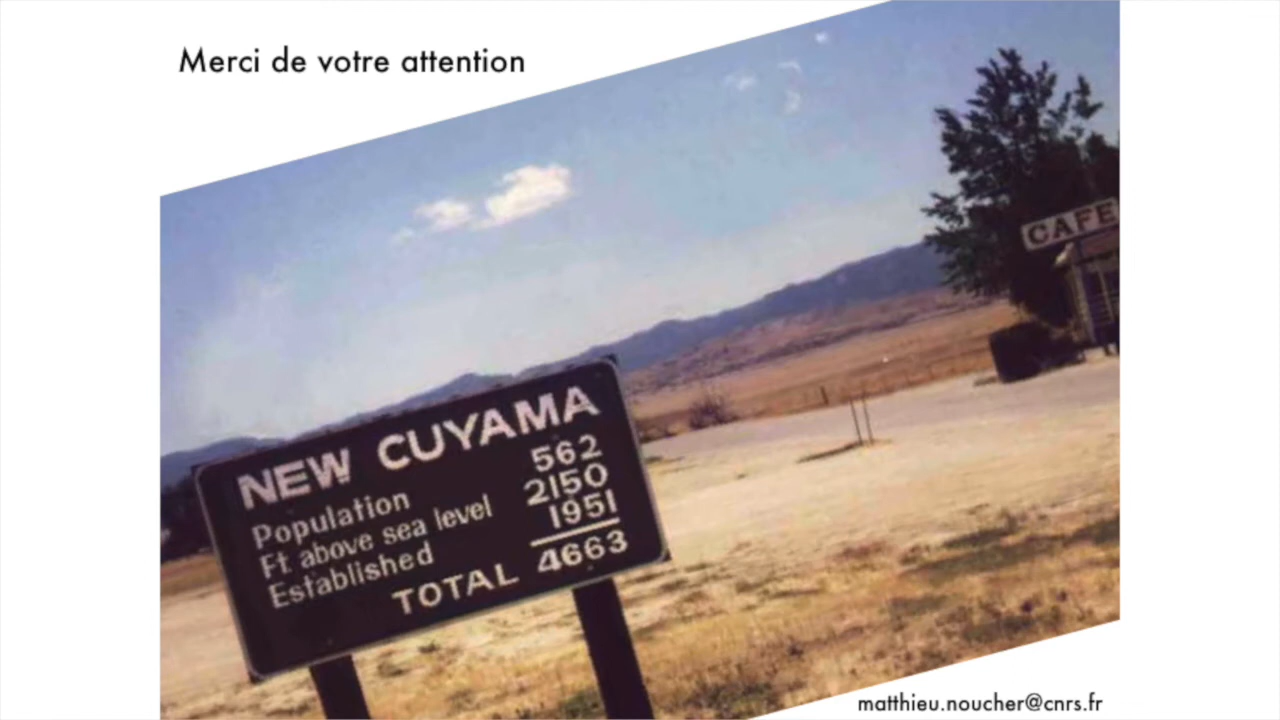 Merci de votre attention
CAFE
NEW CUYAMA
Population 562
Ft above sea level 2150
Established 1951
TOTAL 4663
matthieu.noucher@cnrs.fr